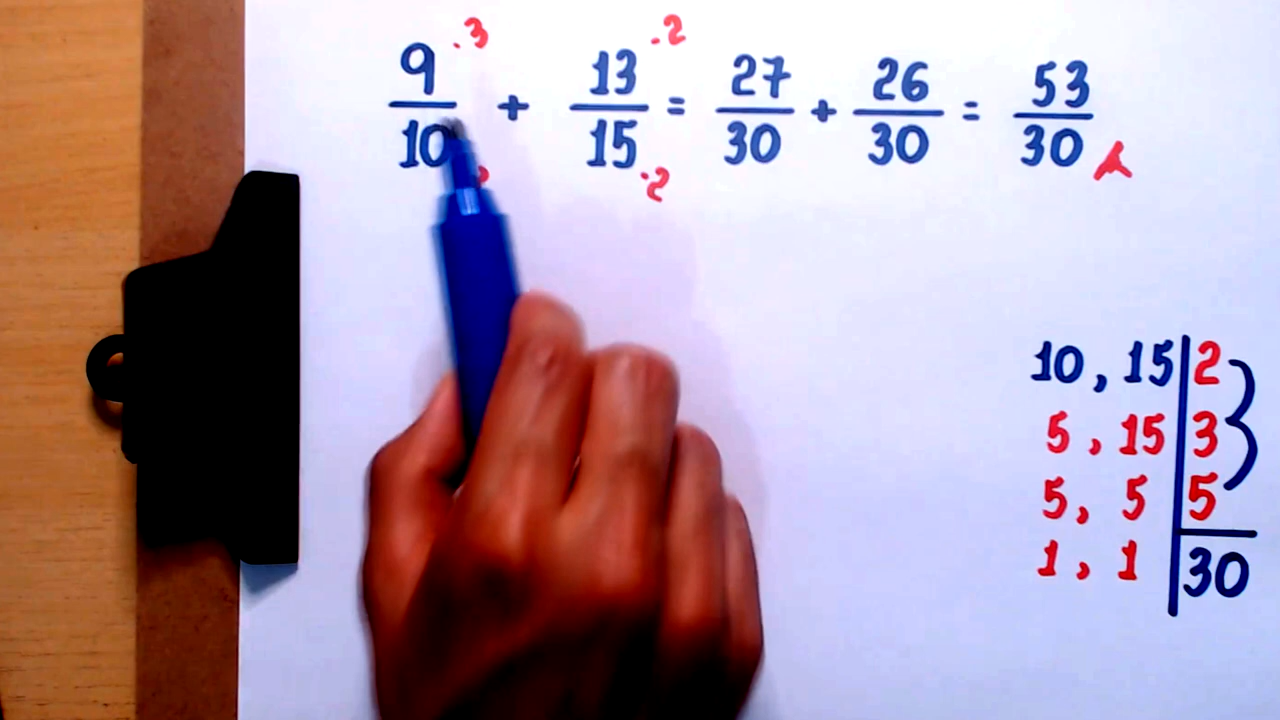 9/10 .3 + 13/15 .2 .2 = 27/30 + 26/30 = 53/30
10, 15 | 2
5, 15 | 3
5, 5 | 5
1, 1 | 30